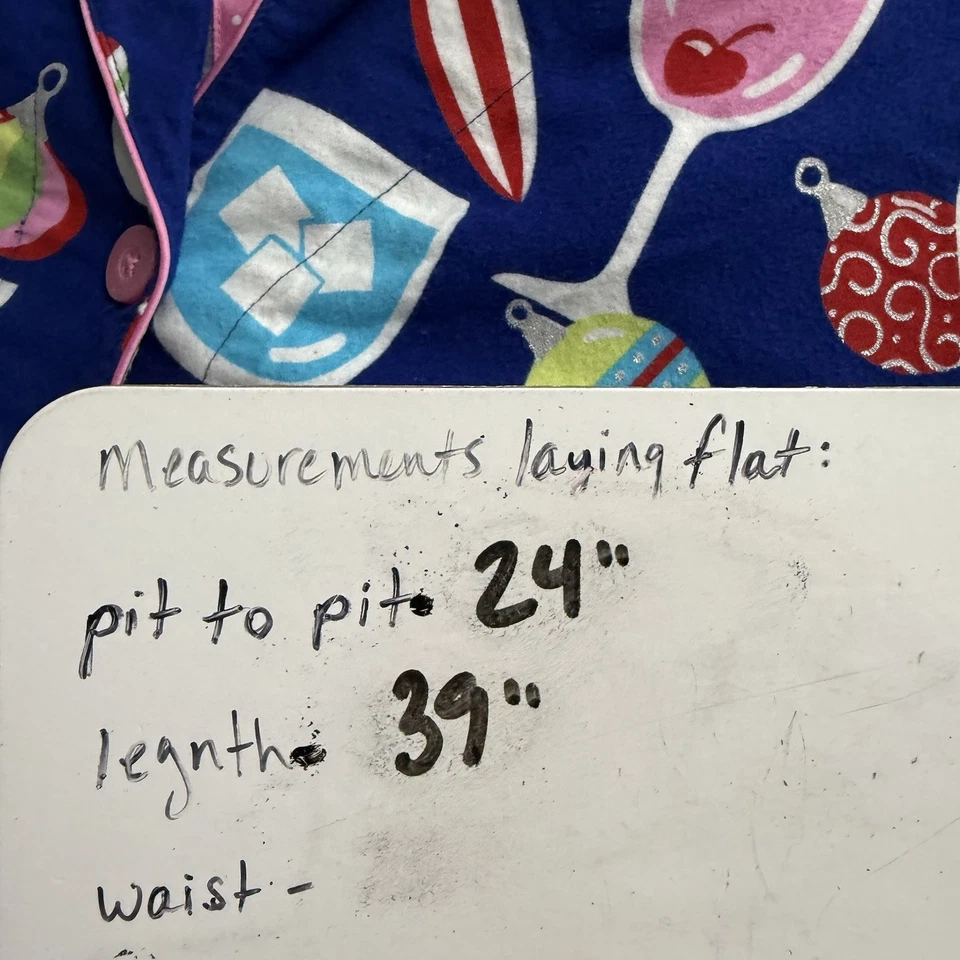 Measurements laying flat:
pit to pit• 24"
legnth• 39"
waist -